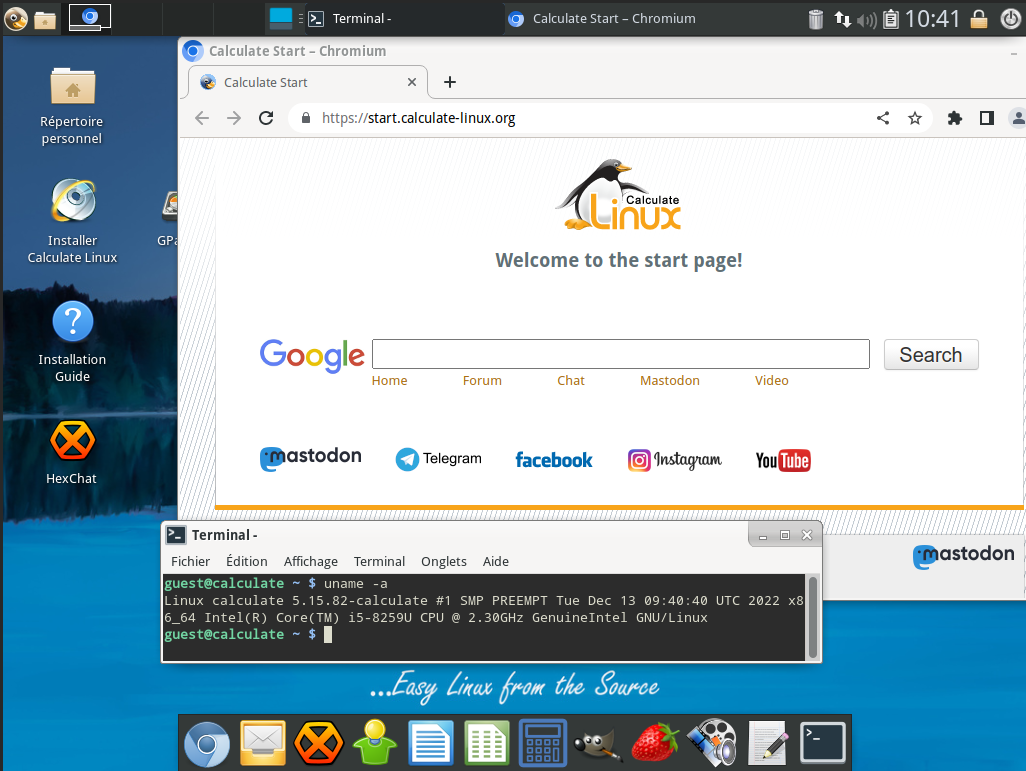 Terminal -
Calculate Start – Chromium
10:41
Calculate Start – Chromium
Calculate Start
https://start.calculate-linux.org
Répertoire
personnel
Installer
Calculate Linux
Installation
Guide
HexChat
Calculate
Linux
Welcome to the start page!
Google
Search
Home Forum Chat Mastodon Video
mastodon Telegram facebook Instagram YouTube
mastodon
Terminal -
Fichier Édition Affichage Terminal Onglets Aide
guest@calculate ~ $ uname -a
Linux calculate 5.15.82-calculate #1 SMP PREEMPT Tue Dec 13 09:40:40 UTC 2022 x8
6_64 Intel(R) Core(TM) i5-8259U CPU @ 2.30GHz GenuineIntel GNU/Linux
guest@calculate ~ $
...Easy Linux from the Source